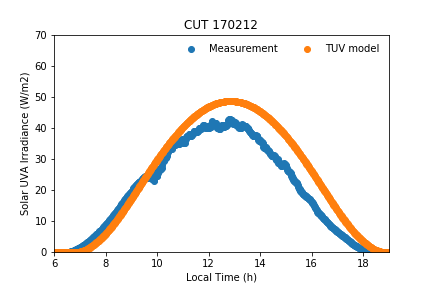 CUT 170212
Measurement TUV model
70
60
50
40
30
20
10
0
Solar UVA Irradiance (W/m2)
6 8 10 12 14 16 18
Local Time (h)